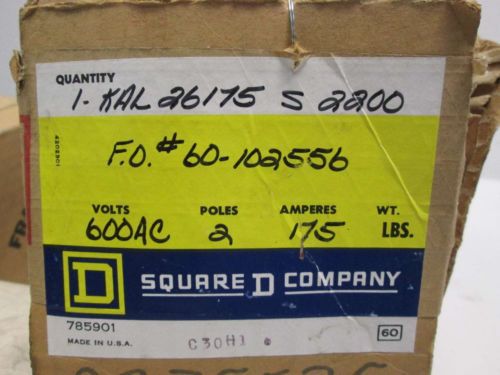 QUANTITY
1- KAL 26175 S 2200
F.O. # 60-102556
VOLTS POLES AMPERES WT.
600AC 2 175 LBS.
D SQUARE D COMPANY
785901
MADE IN U.S.A. C30H1 60